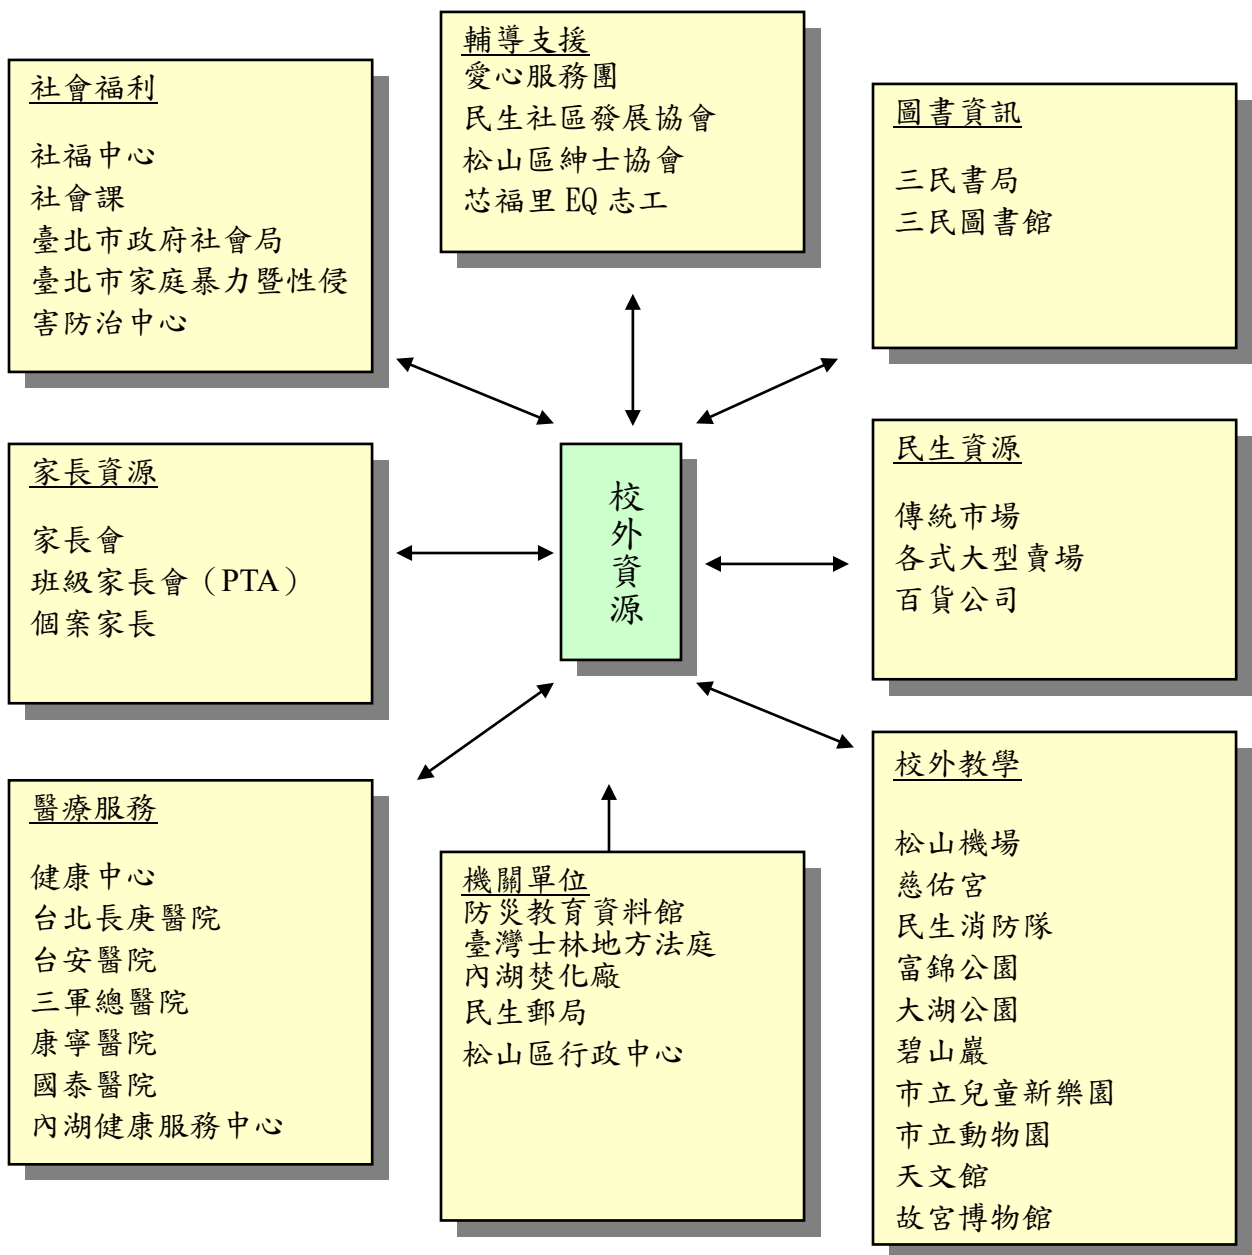 輔導支援
愛心服務團
民生社區發展協會
松山區紳士協會
芯福里 EQ 志工
社會福利
社福中心
社會課
臺北市政府社會局
臺北市家庭暴力暨性侵
害防治中心
圖書資訊
三民書局
三民圖書館
家長資源
家長會
班級家長會（PTA）
個案家長
校外資源
民生資源
傳統市場
各式大型賣場
百貨公司
醫療服務
健康中心
台北長庚醫院
台安醫院
三軍總醫院
康寧醫院
國泰醫院
內湖健康服務中心
機關單位
防災教育資料館
臺灣士林地方法庭
內湖焚化廠
民生郵局
松山區行政中心
校外教學
松山機場
慈佑宮
民生消防隊
富錦公園
大湖公園
碧山巖
市立兒童新樂園
市立動物園
天文館
故宮博物館